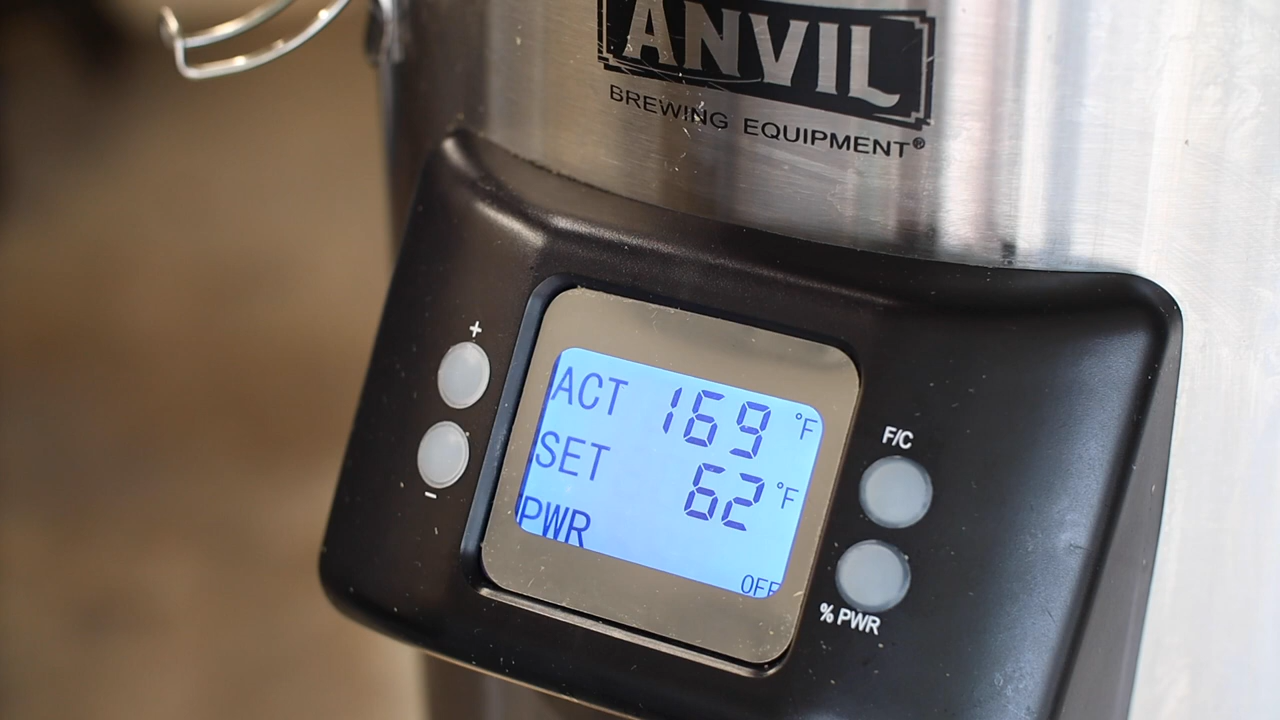 ANVIL
BREWING EQUIPMENT®
+
-
ACT 169 °F
SET 62 °F
PWR OFF
F/C
% PWR